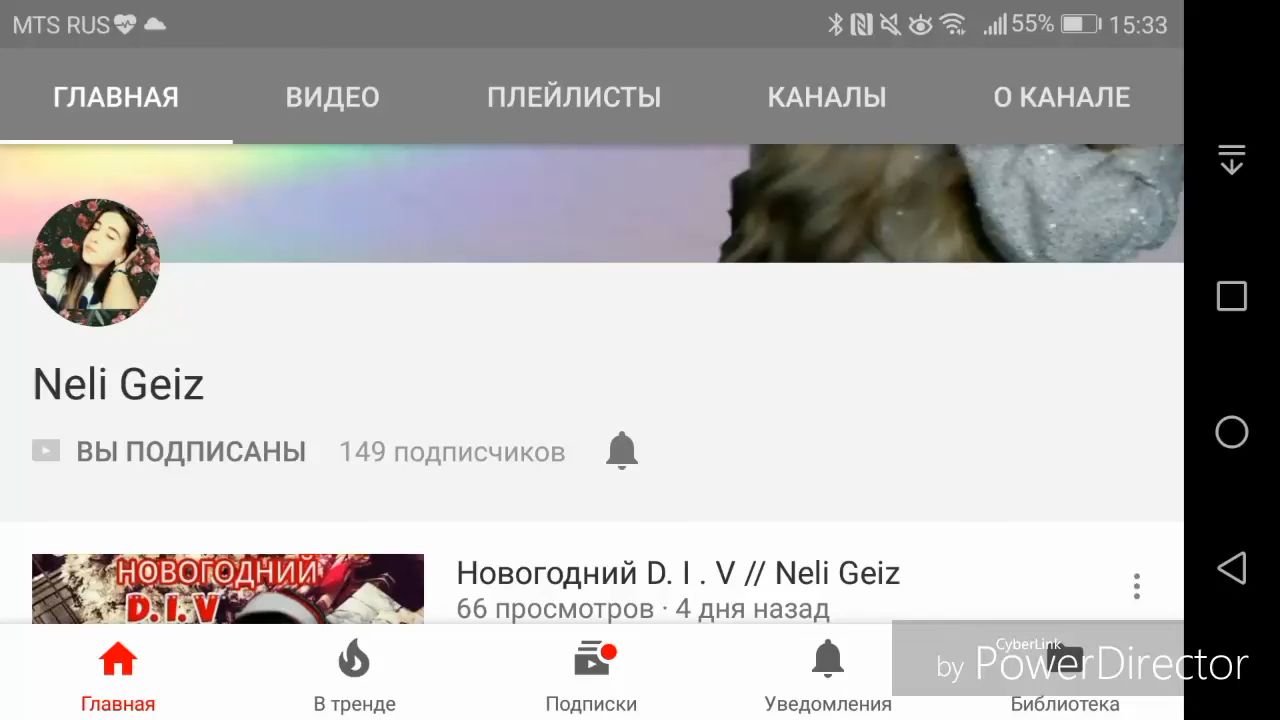 MTS RUS 55% 15:33
ГЛАВНАЯ ВИДЕО ПЛЕЙЛИСТЫ КАНАЛЫ О КАНАЛЕ
Neli Geiz
ВЫ ПОДПИСАНЫ 149 подписчиков
НОВОГОДНИЙ
D.I.V
Новогодний D. I . V // Neli Geiz
66 просмотров · 4 дня назад
Главная В тренде Подписки Уведомления Библиотека
CyberLink
by PowerDirector